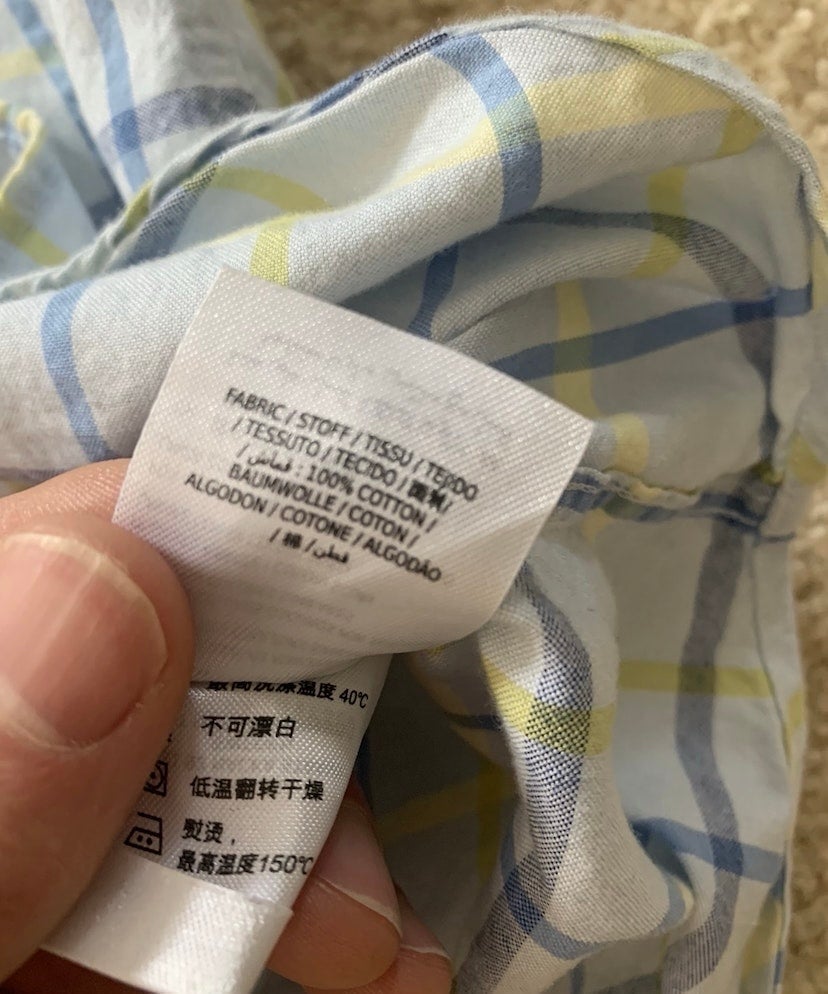 FABRIC / STOFF / TISSU / TEJIDO
/ TESSUTO / TECIDO / 面料/
/ قماش : 100% COTTON /
BAUMWOLLE / COTON /
ALGODON / COTONE / ALGODÃO
/ 棉 / قطن
最高洗涤温度 40℃
不可漂白
低温翻转干燥
熨烫,
最高温度150℃